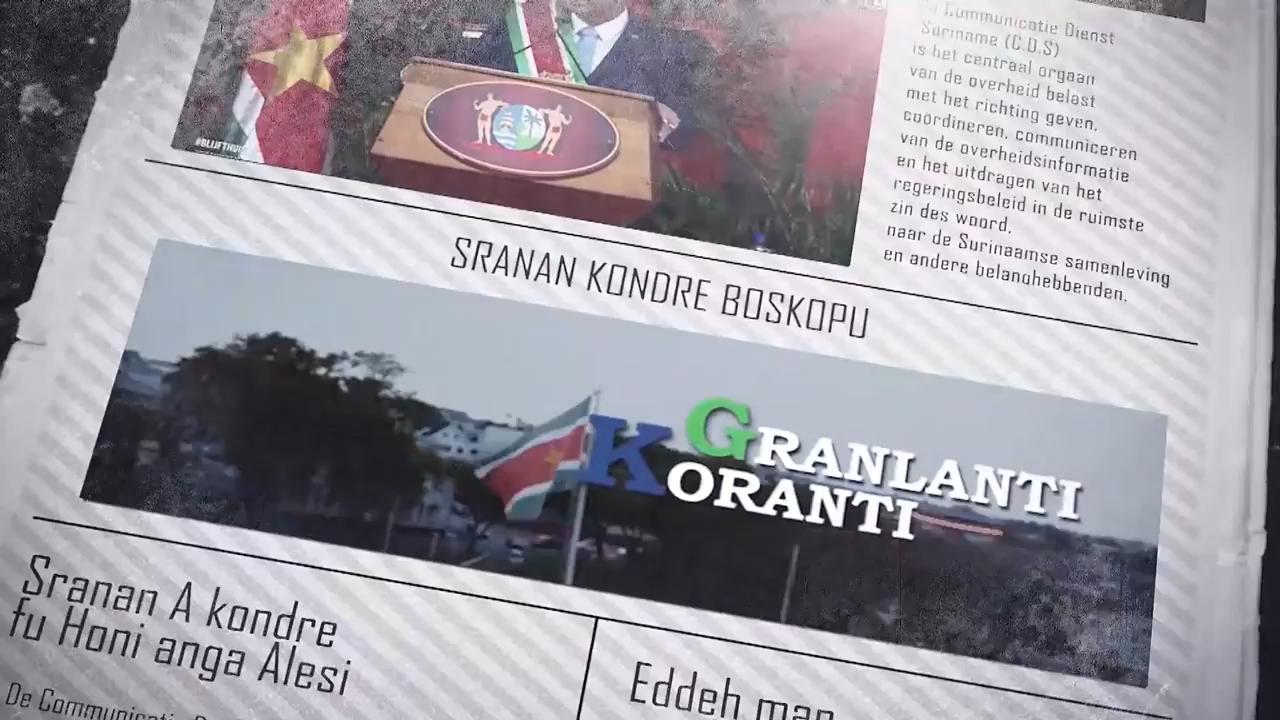 Communicatie Dienst
Suriname (C.D.S)
is het centraal orgaan
van de overheid belast
met het richting geven,
coördineren, communiceren
van de overheidsinformatie
en het uitdragen van het
regeringsbeleid in de ruimste
zin des woord,
naar de Surinaamse samenleving
en andere belanghebbenden.
SRANAN KONDRE BOSKOPU
GRANLANTI
KORANTI
Sranan A kondre
fu Honi anga Alesi
De
Eddeh man